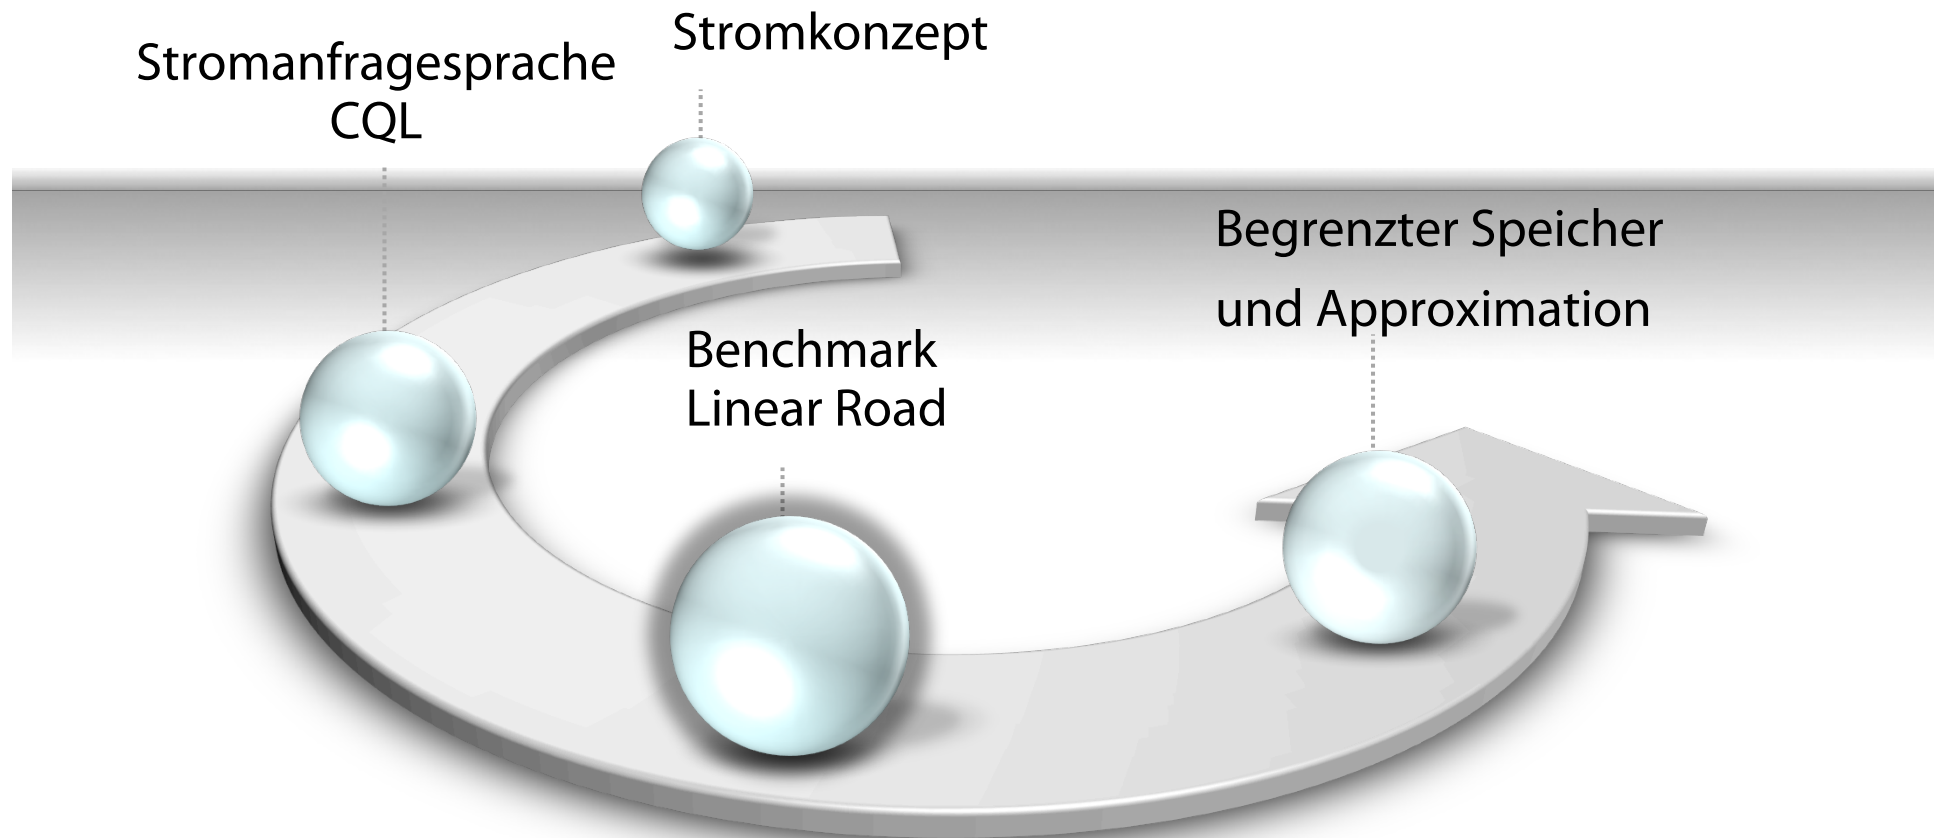 Stromkonzept
Stromanfragesprache
CQL
Begrenzter Speicher
und Approximation
Benchmark
Linear Road